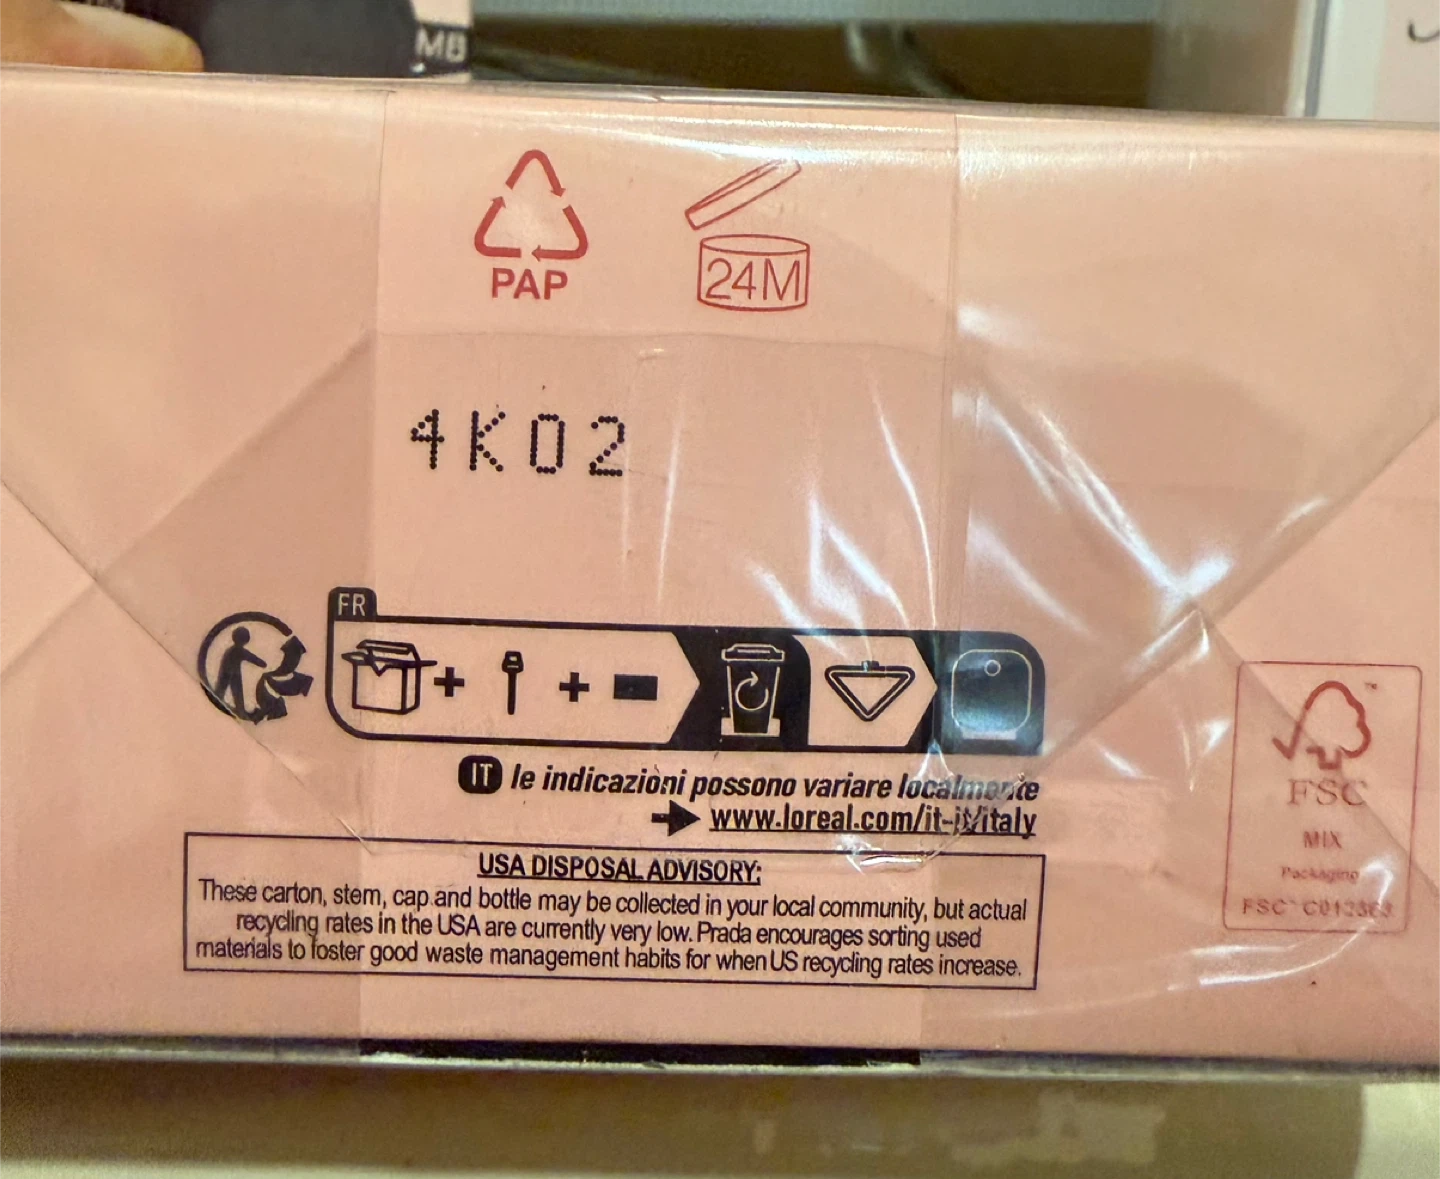 MB
PAP
24M
4K02
FR
IT le indicazioni possono variare localmente
www.loreal.com/it-it/italy
USA DISPOSAL ADVISORY:
These carton, stem, cap and bottle may be collected in your local community, but actual
recycling rates in the USA are currently very low. Prada encourages sorting used
materials to foster good waste management habits for when US recycling rates increase.
™
FSC
MIX
Packaging
FSC™